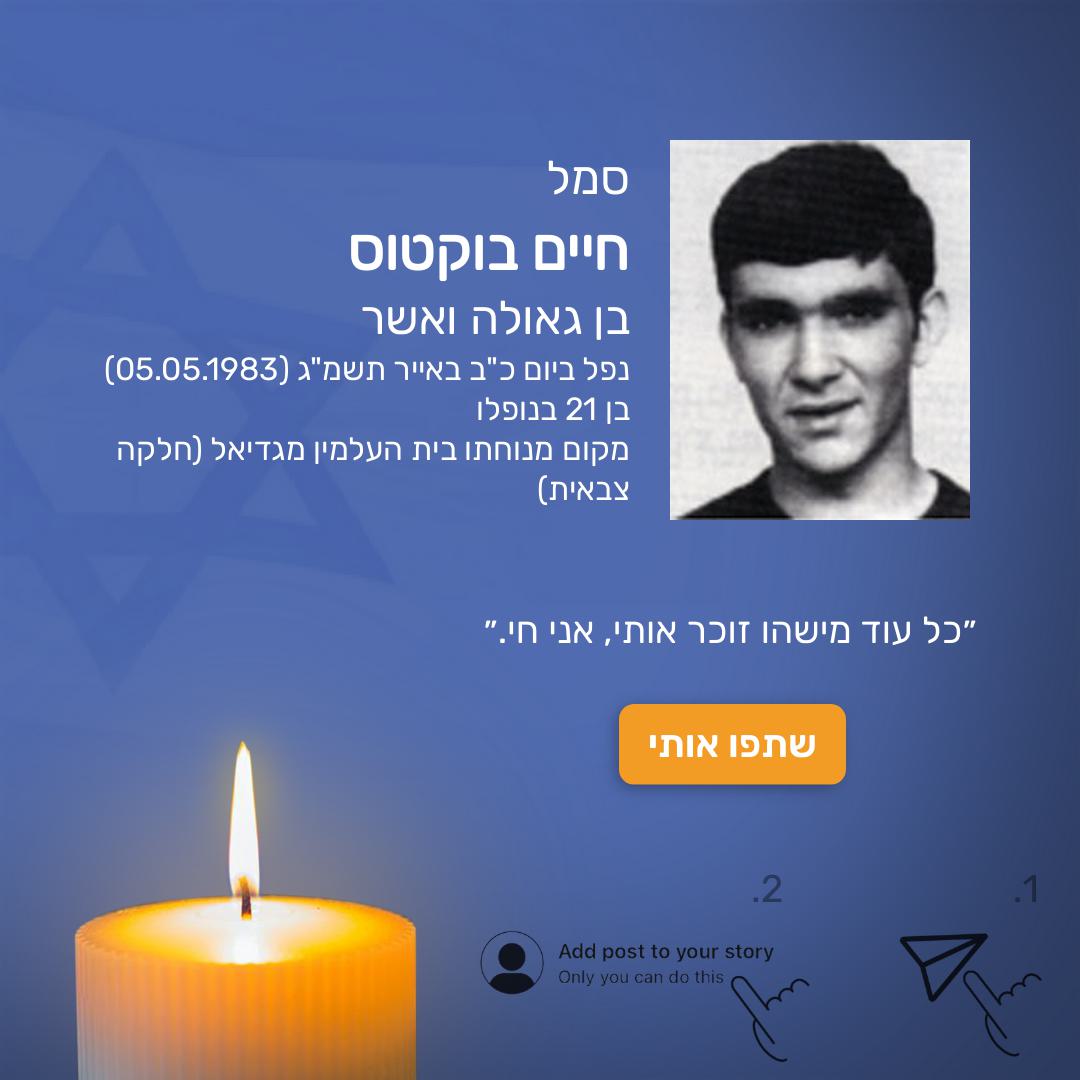 סמל
חיים בוקטוס
בן גאולה ואשר
נפל ביום כ"ב באייר תשמ"ג (05.05.1983)
בן 21 בנופלו
מקום מנוחתו בית העלמין מגדיאל (חלקה
צבאית)
״כל עוד מישהו זוכר אותי, אני חי.״
שתפו אותי
1.
2.
Add post to your story
Only you can do this